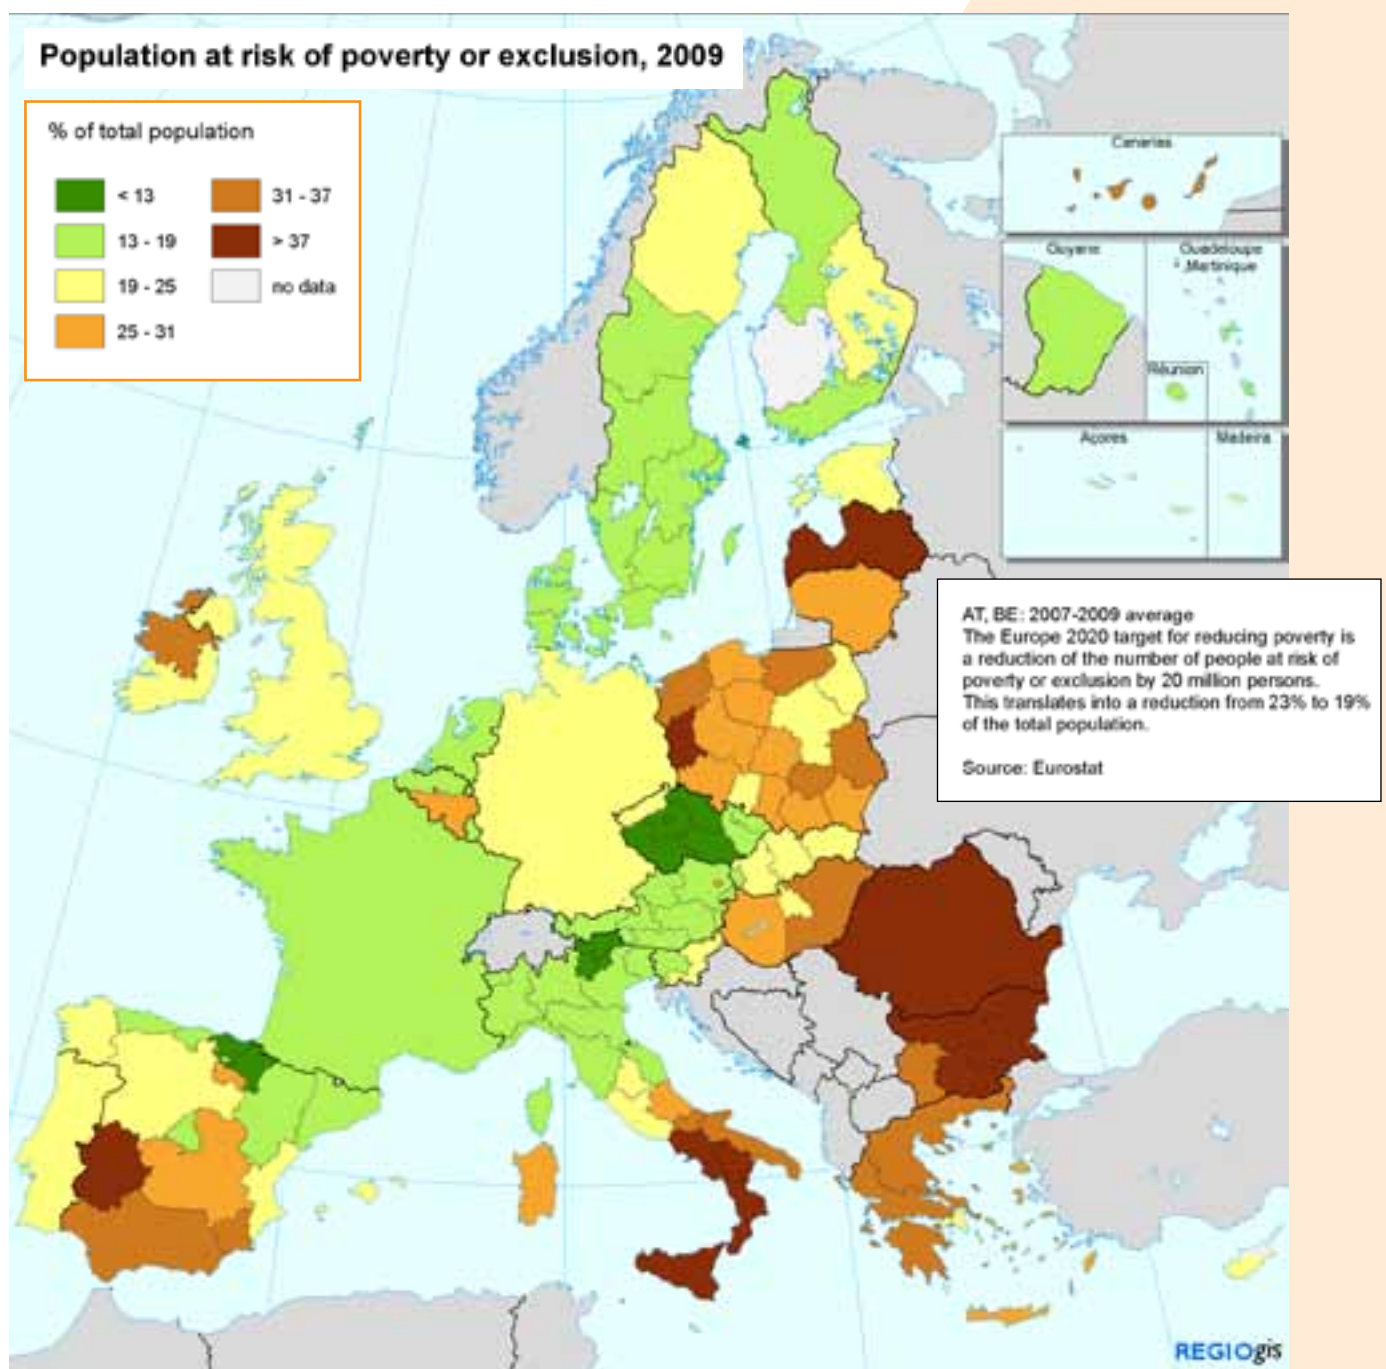 Population at risk of poverty or exclusion, 2009
% of total population
< 13
13 - 19
19 - 25
25 - 31
31 - 37
> 37
no data
Canarias
Guyane
Guadeloupe
Martinique
Réunion
Açores
Madeira
AT, BE: 2007-2009 average
The Europe 2020 target for reducing poverty is
a reduction of the number of people at risk of
poverty or exclusion by 20 million persons.
This translates into a reduction from 23% to 19%
of the total population.
Source: Eurostat
REGIOgis